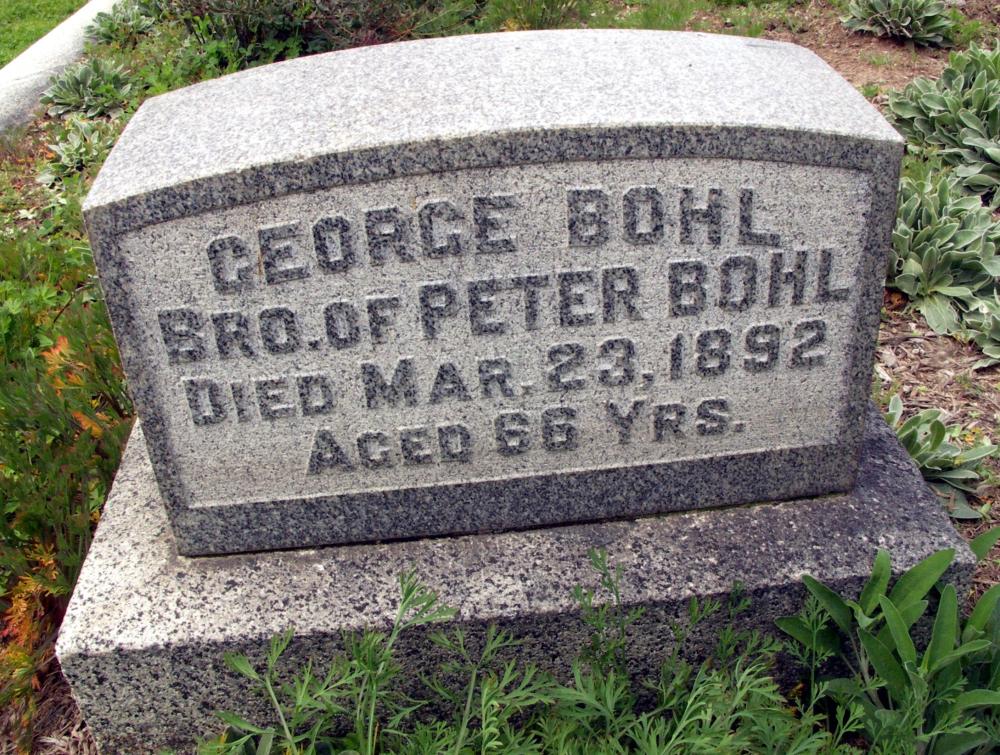 GEORGE BOHL
BRO. OF PETER BOHL
DIED MAR. 23, 1892
AGED 66 YRS.